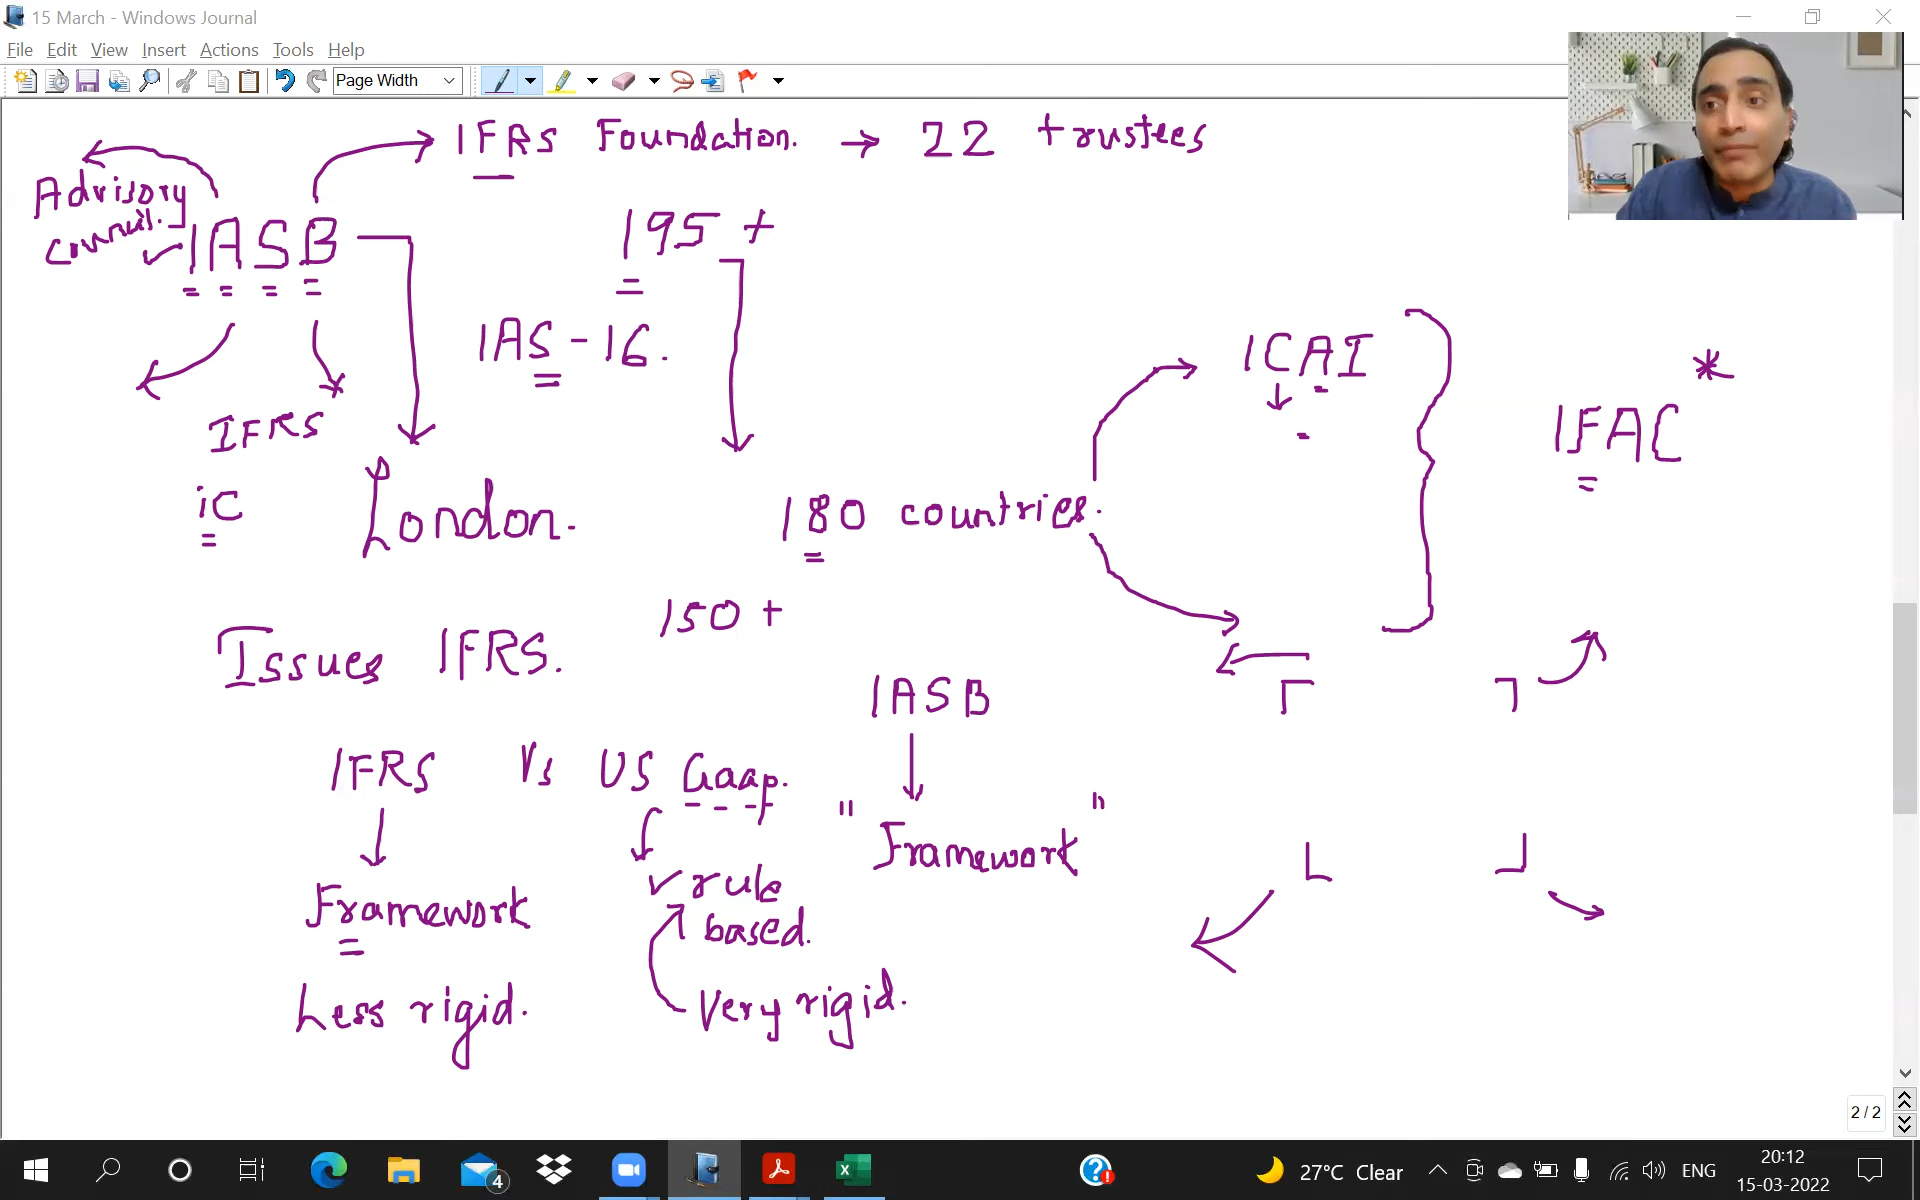 15 March - Windows Journal
File Edit View Insert Actions Tools Help
Page Width
IFRS Foundation. → 22 trustees
Advisory
council.
IASB
195 +
IAS - 16.
ICAI
IFRS
IFAC
iC
London.
180 countries.
150 +
Issues IFRS.
IASB
IFRS Vs US Gaap.
" Framework "
rule
based.
Framework
Less rigid.
Very rigid.
2 / 2
4
27°C Clear
ENG
20:12
15-03-2022